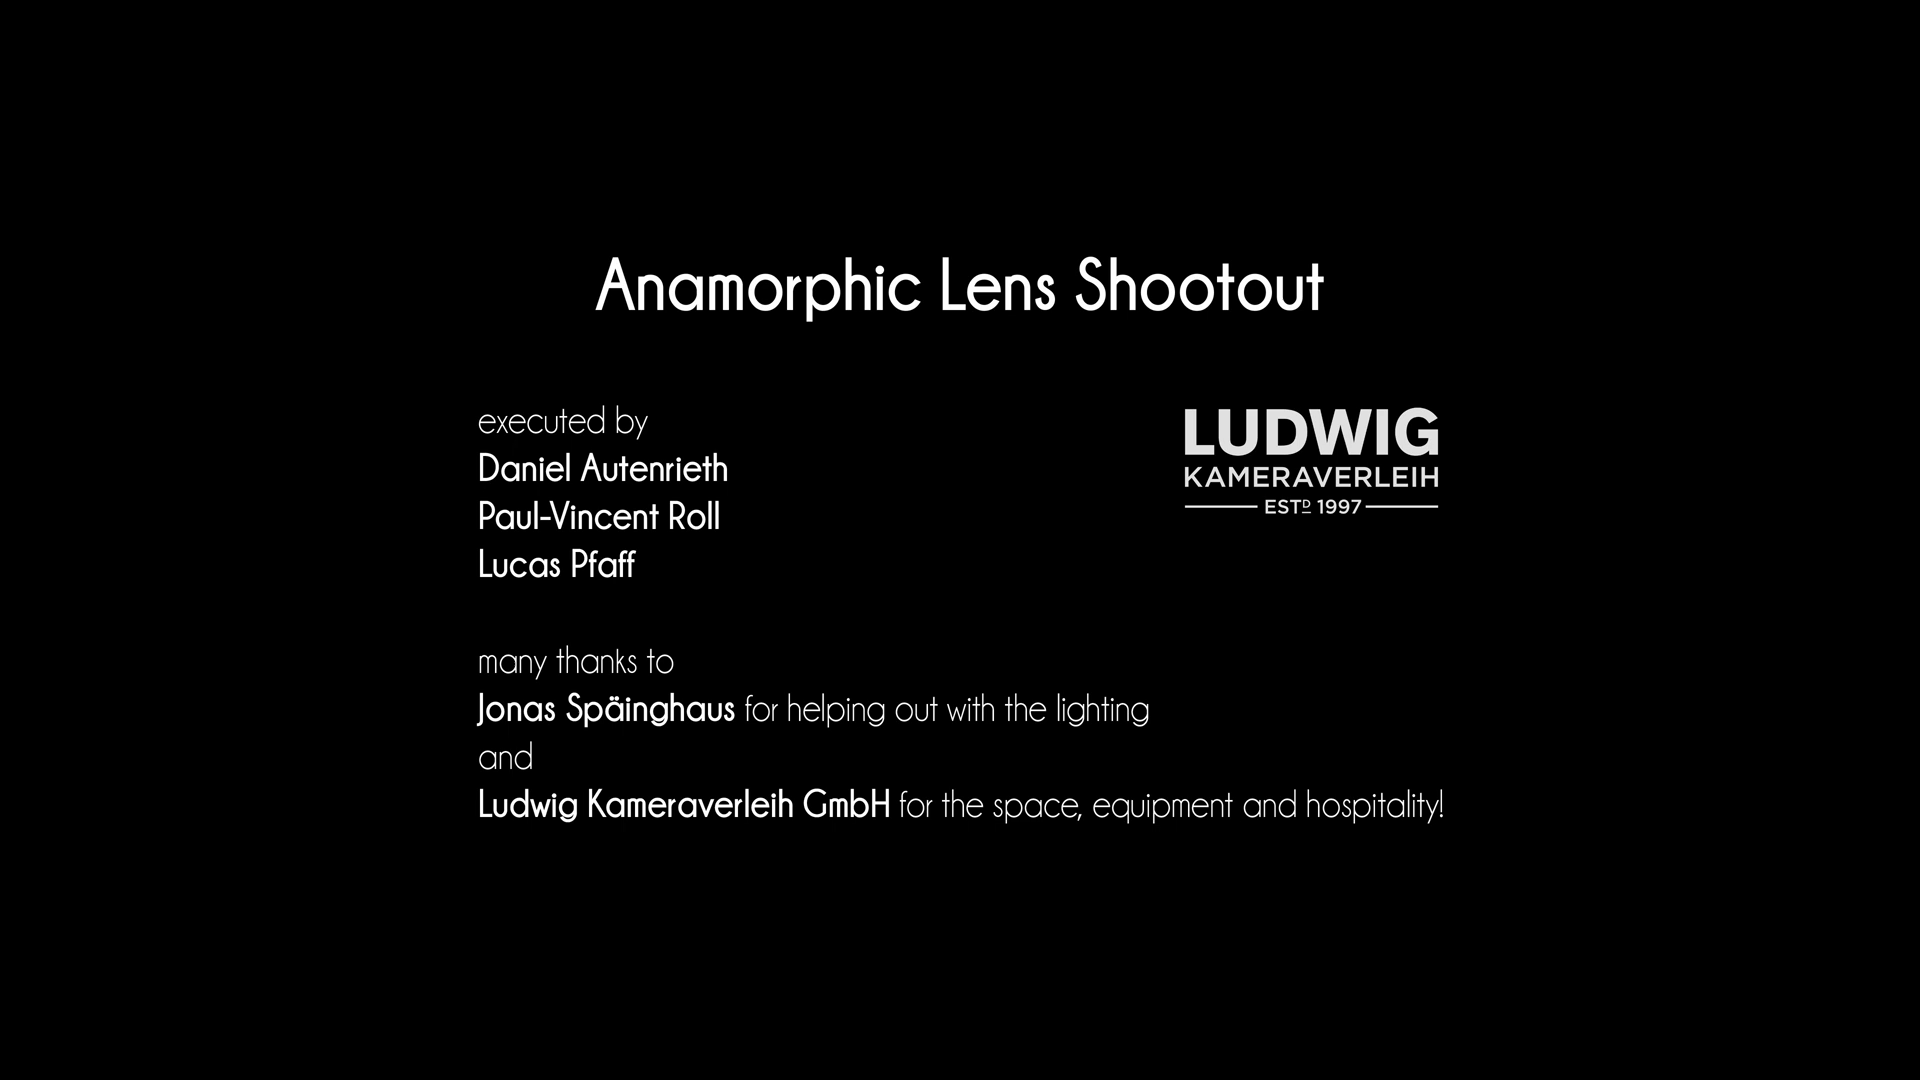 Anamorphic Lens Shootout
executed by
Daniel Autenrieth
Paul-Vincent Roll
Lucas Pfaff
LUDWIG
KAMERAVERLEIH
ESTD 1997
many thanks to
Jonas Späinghaus for helping out with the lighting
and
Ludwig Kameraverleih GmbH for the space, equipment and hospitality!